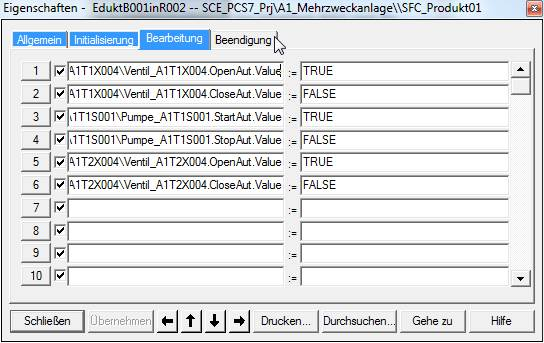 Eigenschaften - EduktB001inR002 -- SCE_PCS7_Prj\A1_Mehrzweckanlage\\SFC_Produkt01
Allgemein Initialisierung Bearbeitung Beendigung
1 A1T1X004\Ventil_A1T1X004.OpenAut.Value := TRUE
2 A1T1X004\Ventil_A1T1X004.CloseAut.Value := FALSE
3 \1T1S001\Pumpe_A1T1S001.StartAut.Value := TRUE
4 \1T1S001\Pumpe_A1T1S001.StopAut.Value := FALSE
5 A1T2X004\Ventil_A1T2X004.OpenAut.Value := TRUE
6 A1T2X004\Ventil_A1T2X004.CloseAut.Value := FALSE
7 :=
8 :=
9 :=
10 :=
Schließen Übernehmen Drucken... Durchsuchen... Gehe zu Hilfe